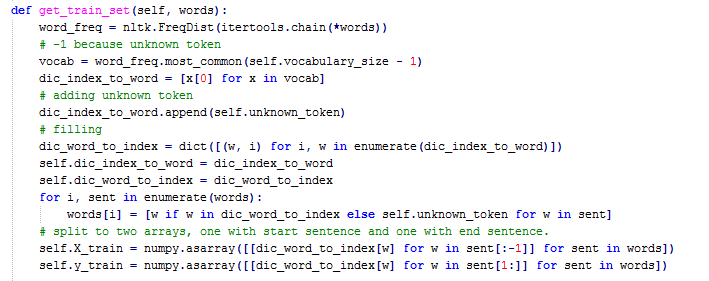 def get_train_set(self, words):
    word_freq = nltk.FreqDist(itertools.chain(*words))
    # -1 because unknown token
    vocab = word_freq.most_common(self.vocabulary_size - 1)
    dic_index_to_word = [x[0] for x in vocab]
    # adding unknown token
    dic_index_to_word.append(self.unknown_token)
    # filling
    dic_word_to_index = dict([(w, i) for i, w in enumerate(dic_index_to_word)])
    self.dic_index_to_word = dic_index_to_word
    self.dic_word_to_index = dic_word_to_index
    for i, sent in enumerate(words):
        words[i] = [w if w in dic_word_to_index else self.unknown_token for w in sent]
    # split to two arrays, one with start sentence and one with end sentence.
    self.X_train = numpy.asarray([[dic_word_to_index[w] for w in sent[:-1]] for sent in words])
    self.y_train = numpy.asarray([[dic_word_to_index[w] for w in sent[1:]] for sent in words])